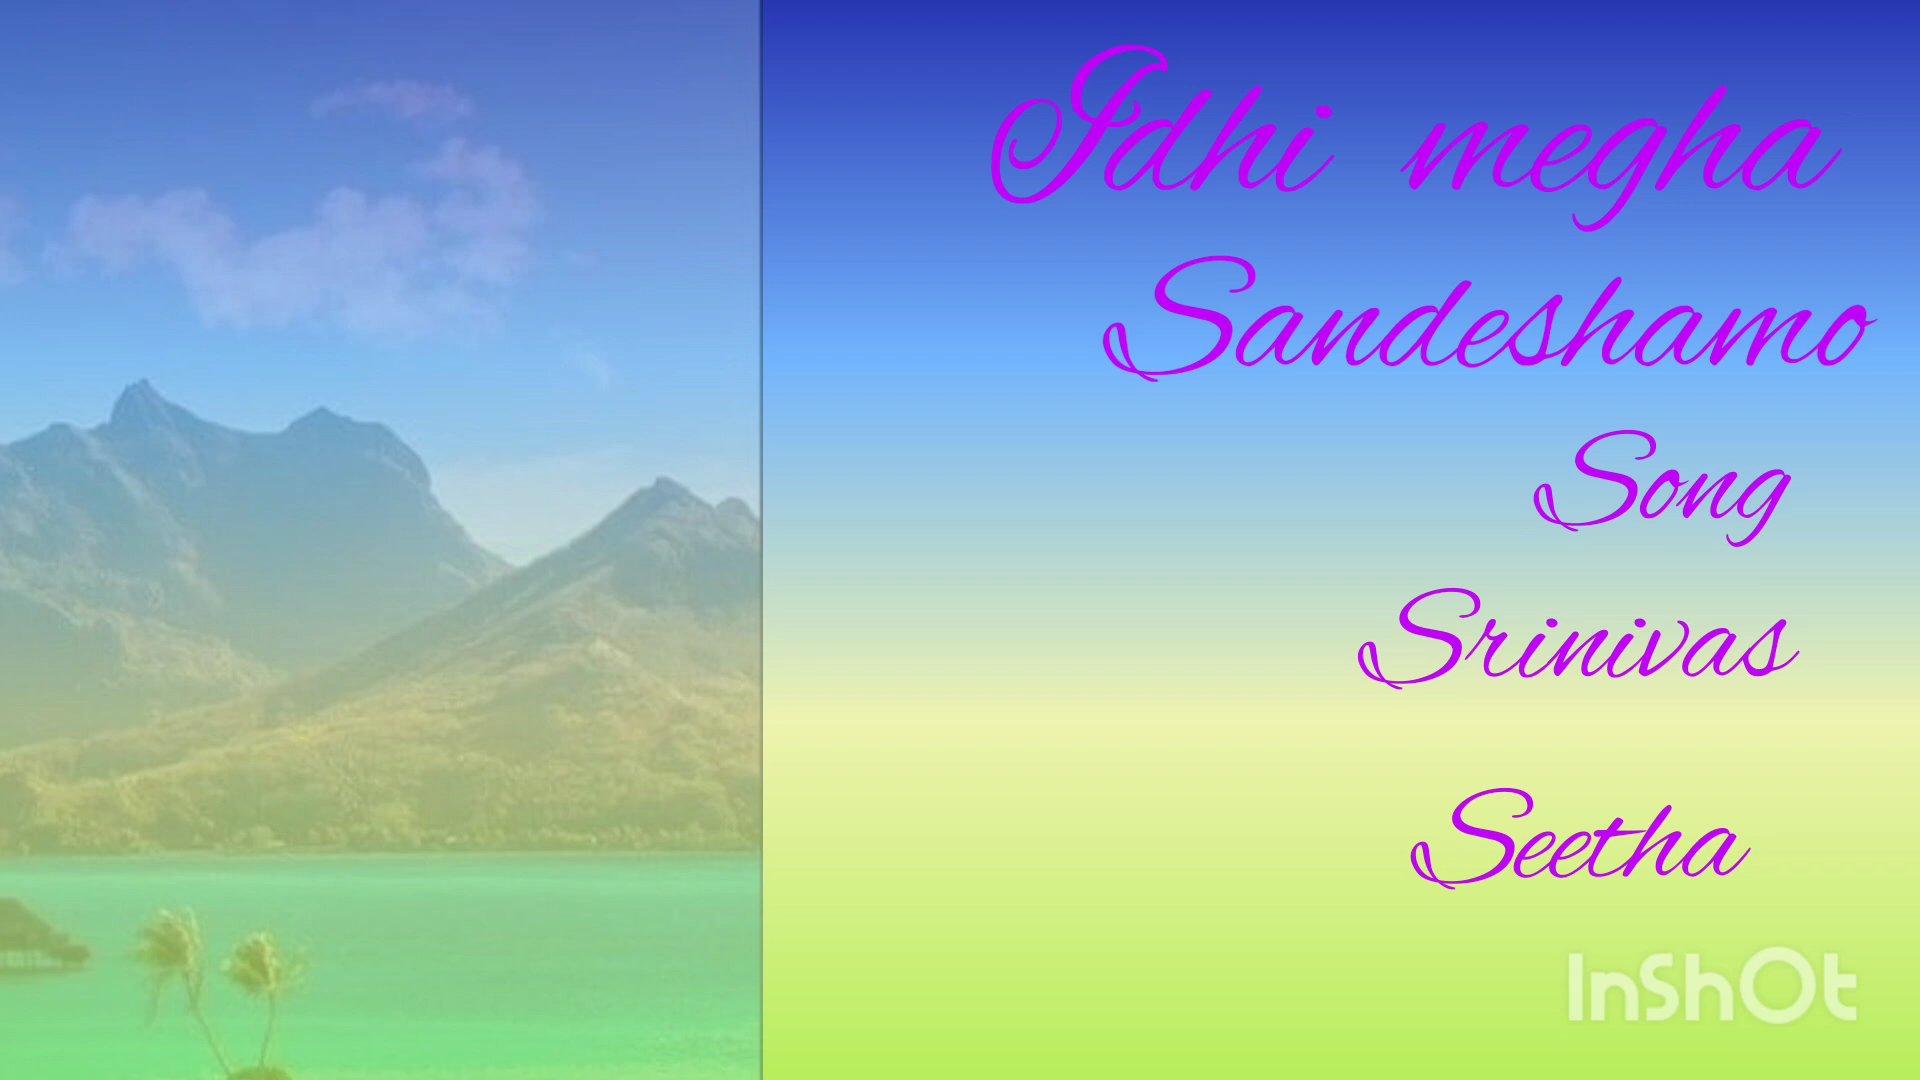 Idhi megha
Sandeshamo
Song
Srinivas
Seetha
InShOt